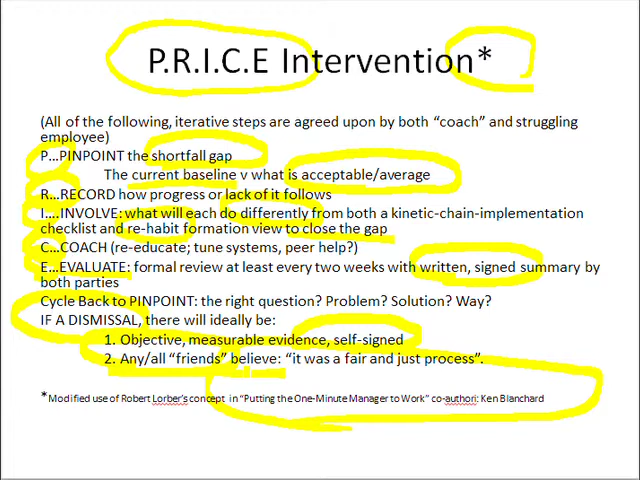 P.R.I.C.E Intervention*
(All of the following, iterative steps are agreed upon by both “coach” and struggling
employee)
P...PINPOINT the shortfall gap
The current baseline v what is acceptable/average
R...RECORD how progress or lack of it follows
I....INVOLVE: what will each do differently from both a kinetic-chain-implementation
checklist and re-habit formation view to close the gap
C...COACH (re-educate; tune systems, peer help?)
E...EVALUATE: formal review at least every two weeks with written, signed summary by
both parties
Cycle Back to PINPOINT: the right question? Problem? Solution? Way?
IF A DISMISSAL, there will ideally be:
1. Objective, measurable evidence, self-signed
2. Any/all “friends” believe: “it was a fair and just process”.
*Modified use of Robert Lorber’s concept in “Putting the One-Minute Manager to Work” co-authori: Ken Blanchard